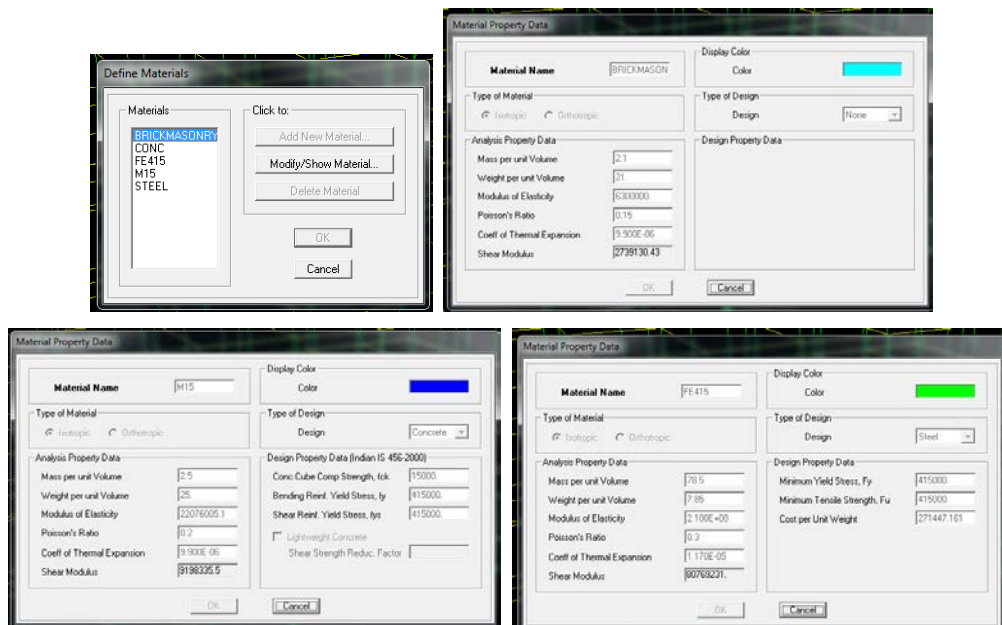 Define Materials
Materials
BRICKMASONRY
CONC
FE415
M15
STEEL
Click to:
Add New Material...
Modify/Show Material...
Delete Material
OK
Cancel
Material Property Data
Material Name BRICKMASON
Display Color
Color
Type of Material
Isotropic Orthotropic
Type of Design
Design None
Analysis Property Data
Mass per unit Volume 2.1
Weight per unit Volume 21.
Modulus of Elasticity 6300000.
Poisson's Ratio 0.15
Coeff of Thermal Expansion 9.900E-06
Shear Modulus 2739130.43
Design Property Data
OK Cancel
Material Property Data
Material Name M15
Display Color
Color
Type of Material
Isotropic Orthotropic
Type of Design
Design Concrete
Analysis Property Data
Mass per unit Volume 2.5
Weight per unit Volume 25.
Modulus of Elasticity 22076005.1
Poisson's Ratio 0.2
Coeff of Thermal Expansion 9.900E-06
Shear Modulus 9198335.5
Design Property Data (Indian IS 456-2000)
Conc Cube Comp Strength, fck 15000.
Bending Reinf. Yield Stress, fy 415000.
Shear Reinf. Yield Stress, fys 415000.
Lightweight Concrete
Shear Strength Reduc. Factor
OK Cancel
Material Property Data
Material Name FE415
Display Color
Color
Type of Material
Isotropic Orthotropic
Type of Design
Design Steel
Analysis Property Data
Mass per unit Volume 78.5
Weight per unit Volume 7.85
Modulus of Elasticity 2.100E+08
Poisson's Ratio 0.3
Coeff of Thermal Expansion 1.170E-05
Shear Modulus 80769231.
Design Property Data
Minimum Yield Stress, Fy 415000.
Minimum Tensile Strength, Fu 415000.
Cost per Unit Weight 271447.161
OK Cancel